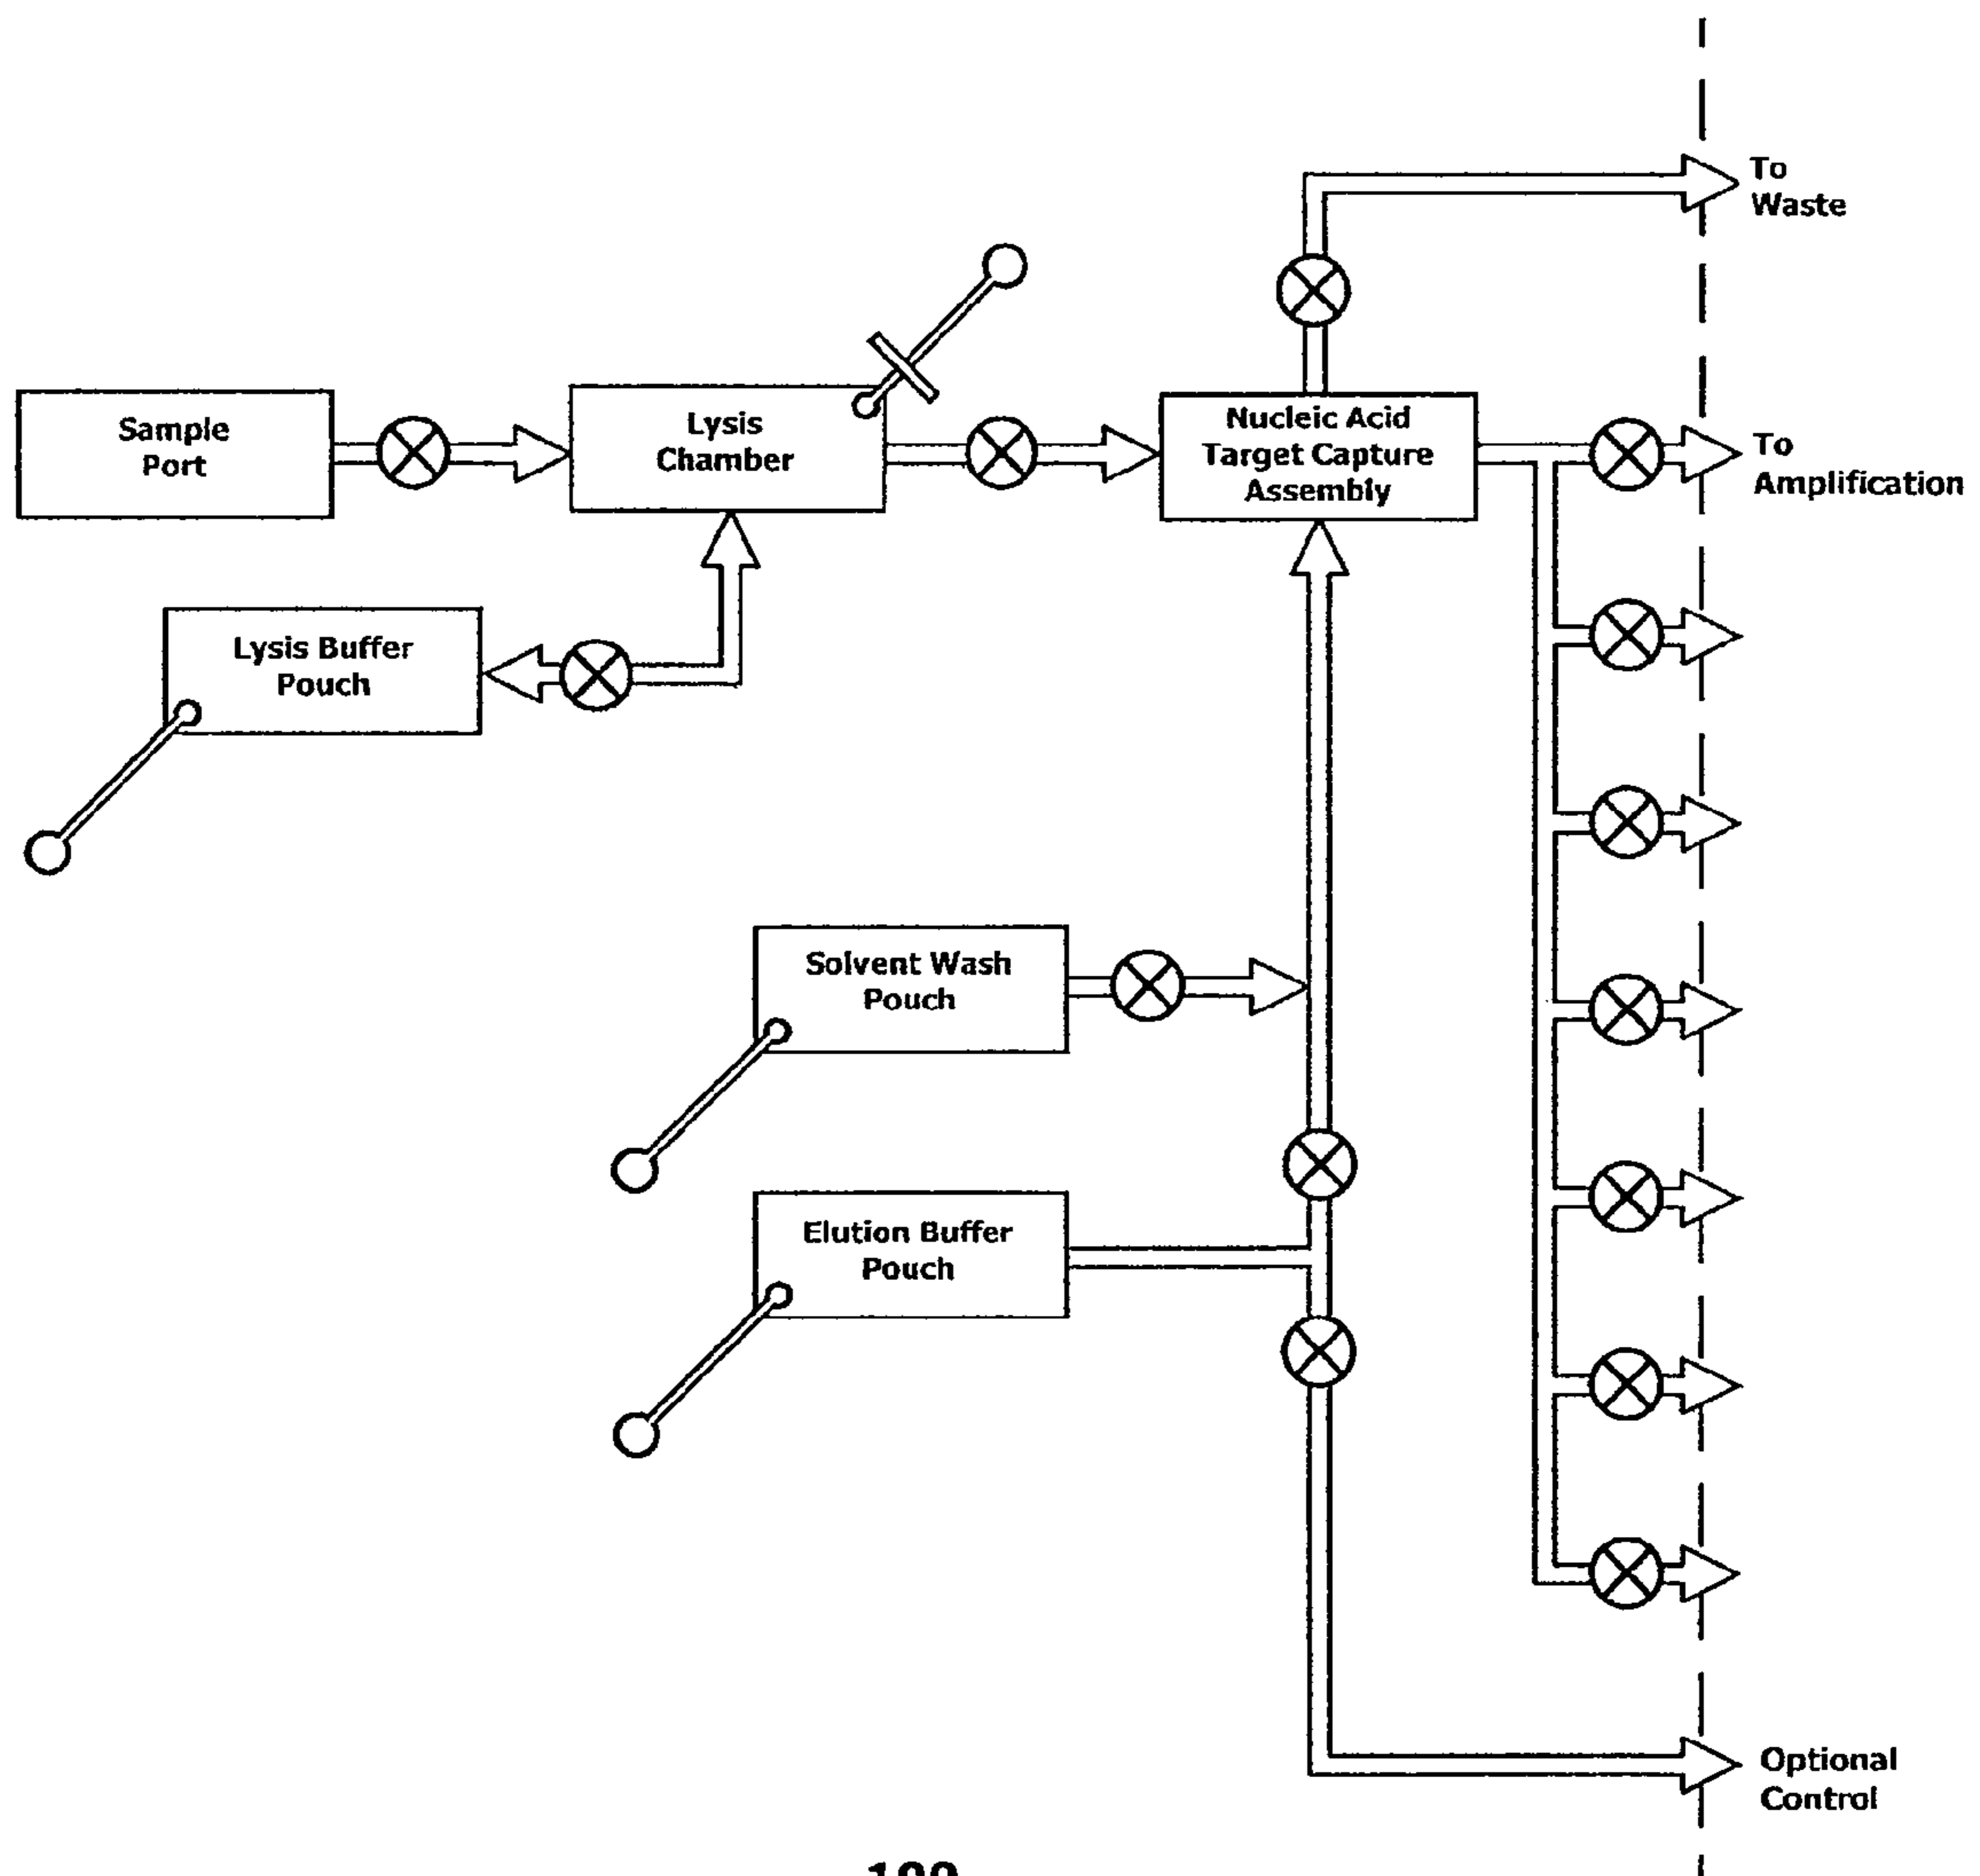 To
Waste
Sample
Port
Lysis
Chamber
Nucleic Acid
Target Capture
Assembly
To
Amplification
Lysis Buffer
Pouch
Solvent Wash
Pouch
Elution Buffer
Pouch
Optional
Control